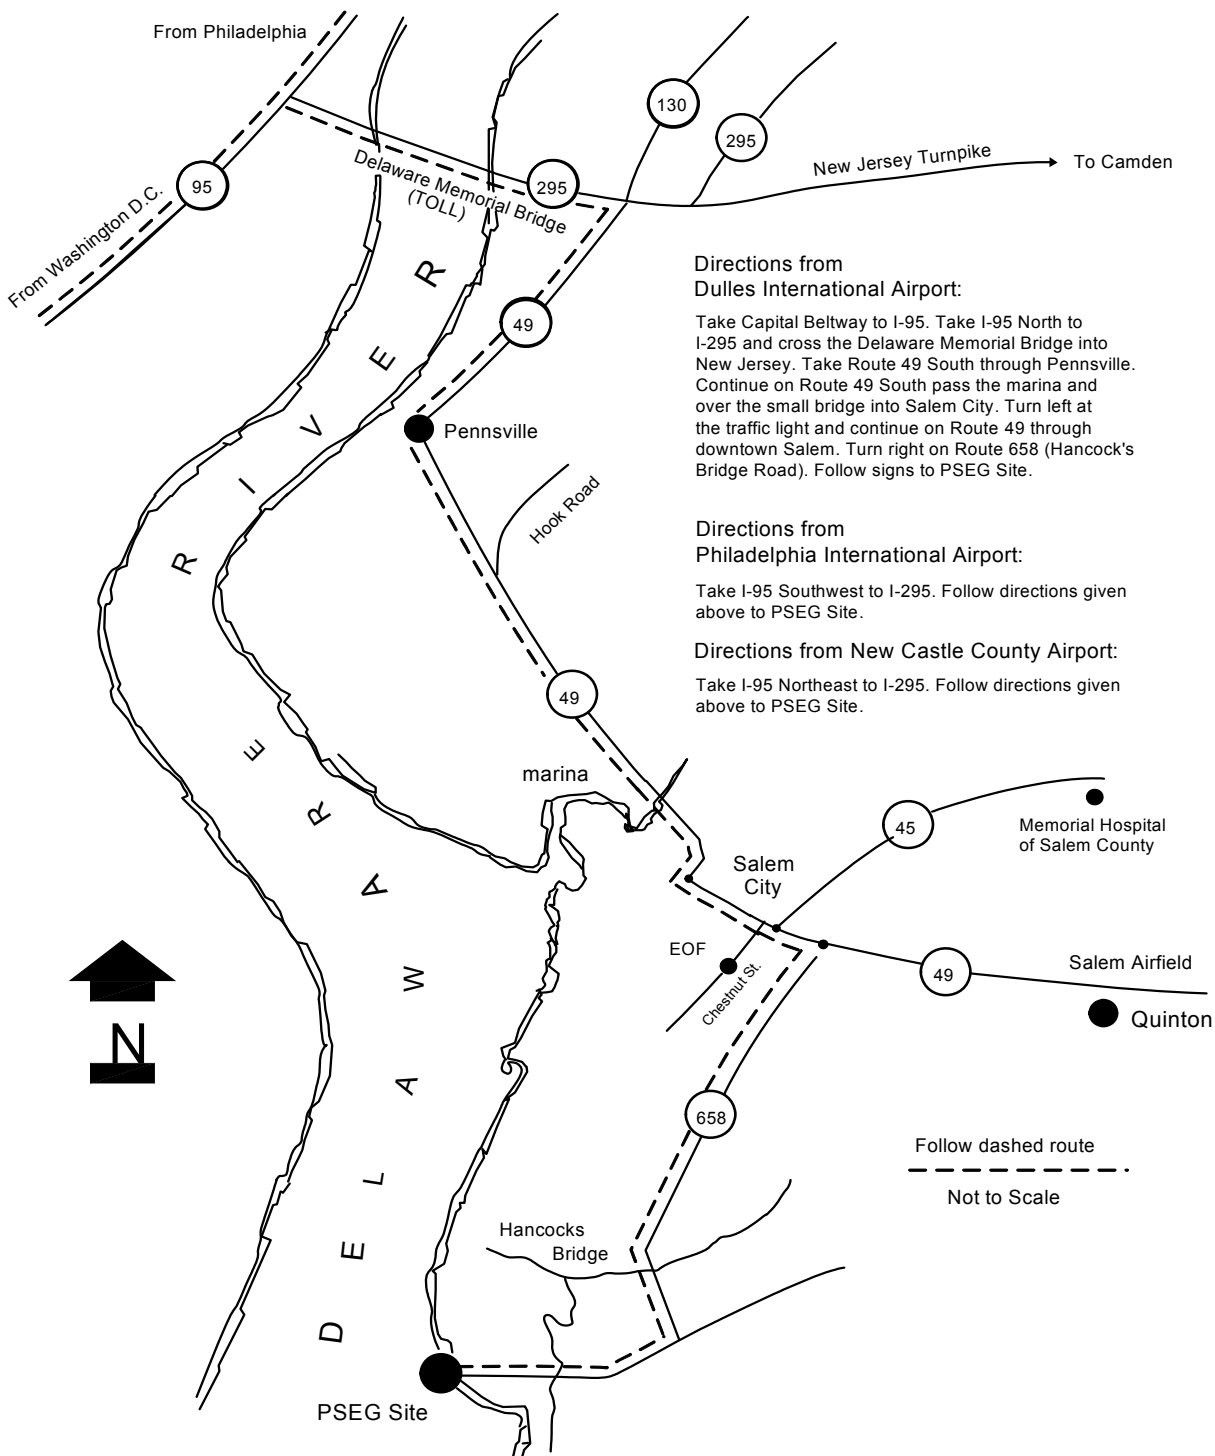 From Philadelphia
130
295
New Jersey Turnpike
To Camden
95
295
Delaware Memorial Bridge
(TOLL)
From Washington D.C.
49
DELAWARE RIVER
Directions from
Dulles International Airport:
Take Capital Beltway to I-95. Take I-95 North to
I-295 and cross the Delaware Memorial Bridge into
New Jersey. Take Route 49 South through Pennsville.
Continue on Route 49 South pass the marina and
over the small bridge into Salem City. Turn left at
the traffic light and continue on Route 49 through
downtown Salem. Turn right on Route 658 (Hancock's
Bridge Road). Follow signs to PSEG Site.
Pennsville
Hook Road
Directions from
Philadelphia International Airport:
Take I-95 Southwest to I-295. Follow directions given
above to PSEG Site.
Directions from New Castle County Airport:
Take I-95 Northeast to I-295. Follow directions given
above to PSEG Site.
49
marina
45
Memorial Hospital
of Salem County
Salem
City
EOF
Chestnut St.
49
Salem Airfield
Quinton
N
658
Follow dashed route
Not to Scale
Hancocks
Bridge
PSEG Site